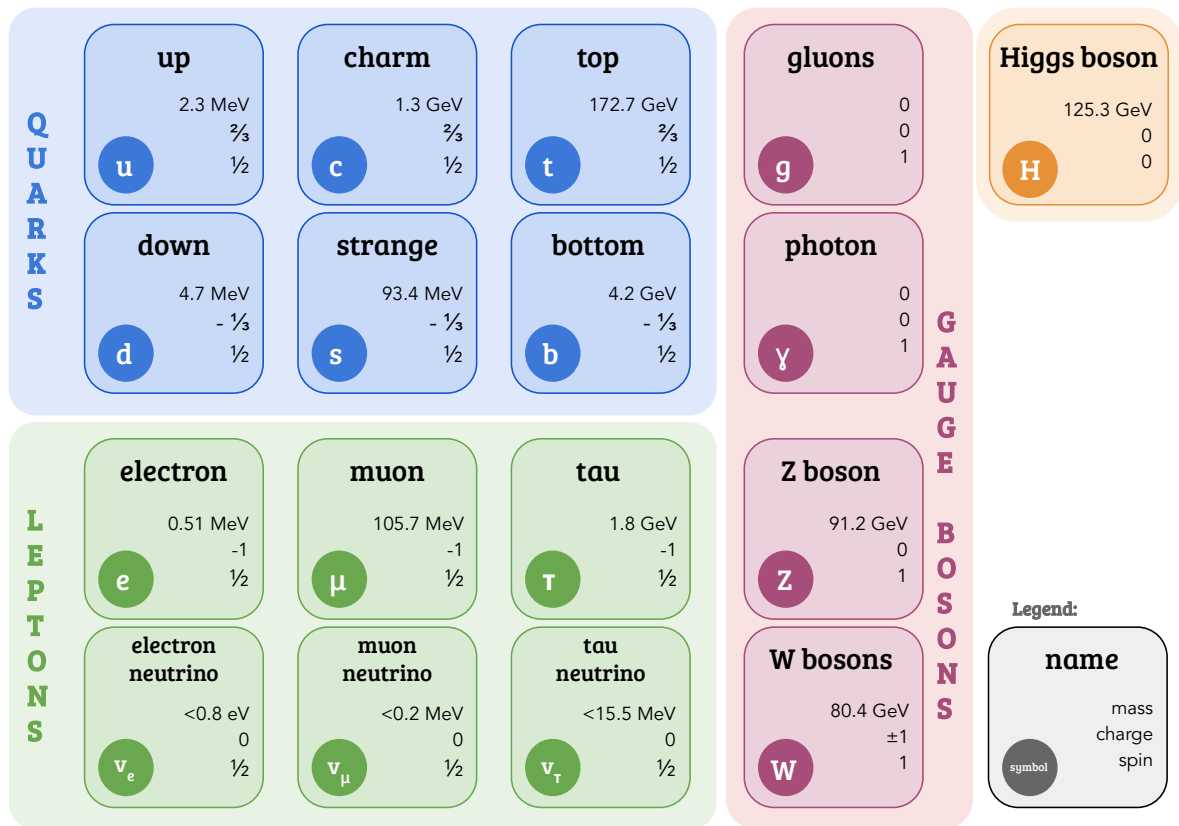 QUARKS
up
2.3 MeV
⅔
½
u
charm
1.3 GeV
⅔
½
c
top
172.7 GeV
⅔
½
t
down
4.7 MeV
- ⅓
½
d
strange
93.4 MeV
- ⅓
½
s
bottom
4.2 GeV
- ⅓
½
b
LEPTONS
electron
0.51 MeV
-1
½
e
muon
105.7 MeV
-1
½
μ
tau
1.8 GeV
-1
½
τ
electron
neutrino
<0.8 eV
0
½
νe
muon
neutrino
<0.2 MeV
0
½
νμ
tau
neutrino
<15.5 MeV
0
½
ντ
GAUGE BOSONS
gluons
0
0
1
g
photon
0
0
1
γ
Z boson
91.2 GeV
0
1
Z
W bosons
80.4 GeV
±1
1
W
Higgs boson
125.3 GeV
0
0
H
Legend:
name
mass
charge
spin
symbol